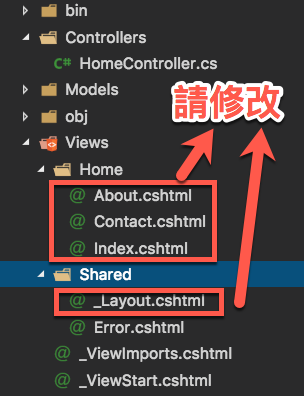 bin
Controllers
C# HomeController.cs
Models
請修改
obj
Views
Home
@ About.cshtml
@ Contact.cshtml
@ Index.cshtml
Shared
@ _Layout.cshtml
@ Error.cshtml
@ _ViewImports.cshtml
@ _ViewStart.cshtml